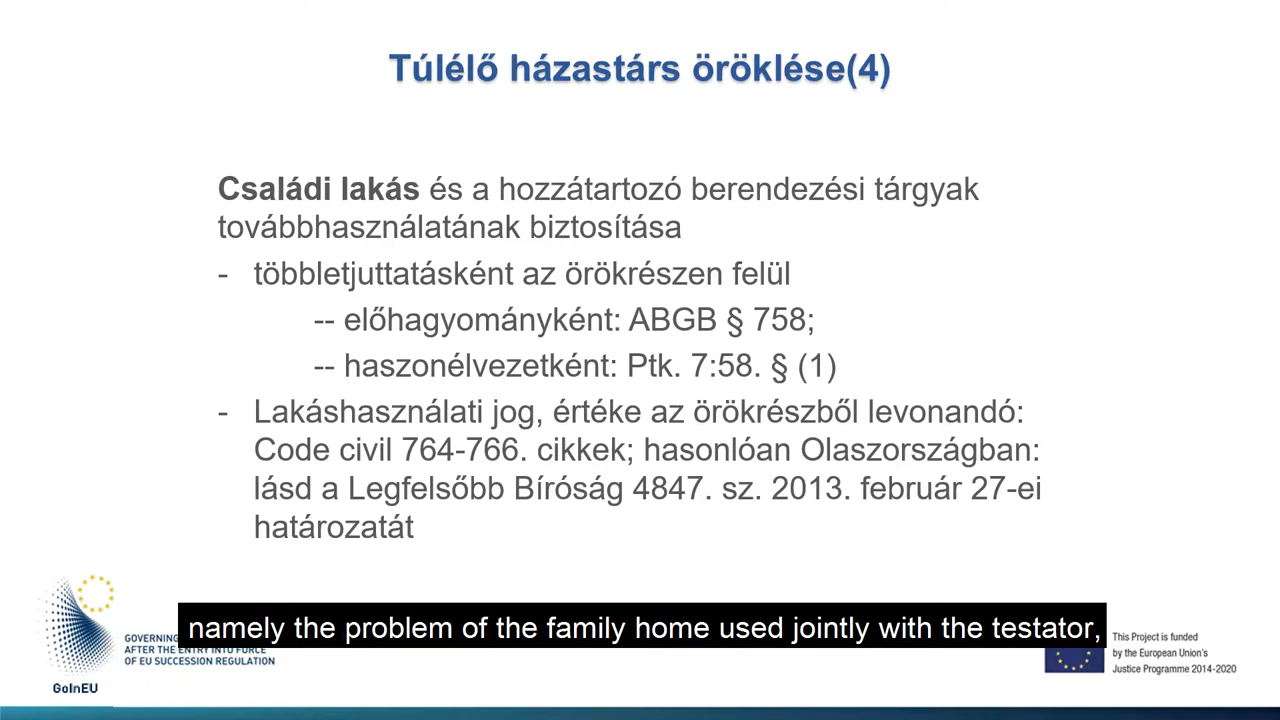 Túlélő házastárs öröklése(4)
Családi lakás és a hozzátartozó berendezési tárgyak
továbbhasználatának biztosítása
- többletjuttatásként az örökrészen felül
-- előhagyományként: ABGB § 758;
-- haszonélvezetként: Ptk. 7:58. § (1)
- Lakáshasználati jog, értéke az örökrészből levonandó:
Code civil 764-766. cikkek; hasonlóan Olaszországban:
lásd a Legfelsőbb Bíróság 4847. sz. 2013. február 27-ei
határozatát
namely the problem of the family home used jointly with the testator,
GOVERNING
AFTER THE ENTRY INTO FORCE
OF EU SUCCESSION REGULATION
GoInEU
This Project is funded
by the European Union's
Justice Programme 2014-2020